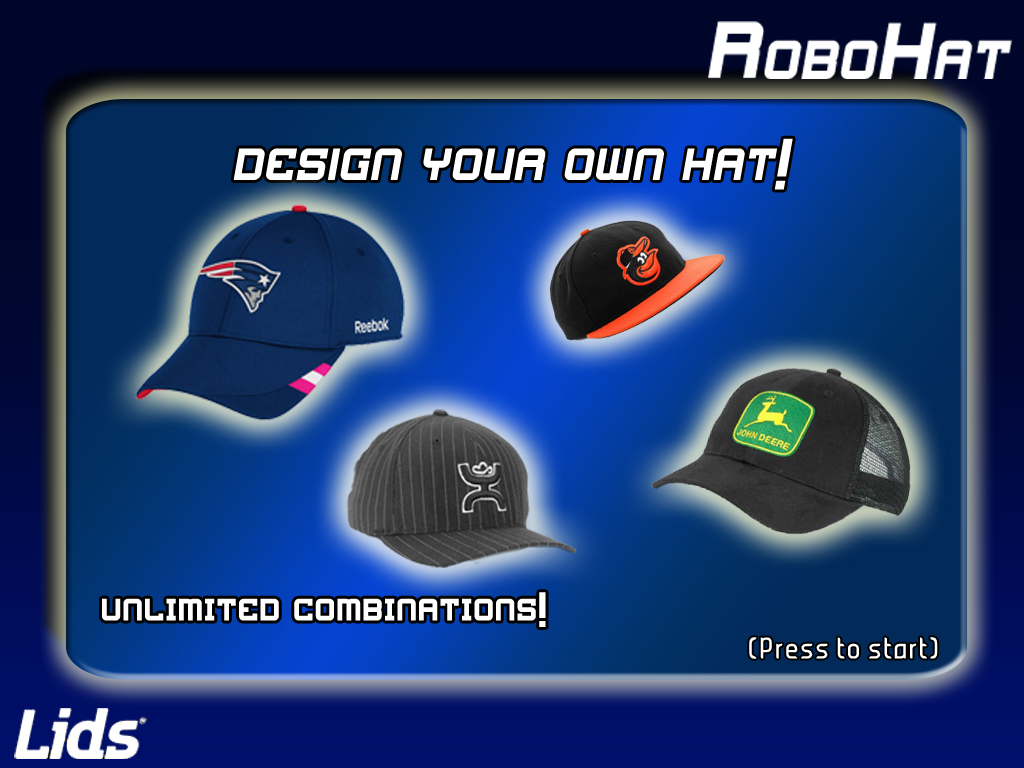 ROBOHAT
DESIGN YOUR OWN HAT!
Reebok
JOHN DEERE
UNLIMITED COMBINATIONS!
(Press to start)
Lids